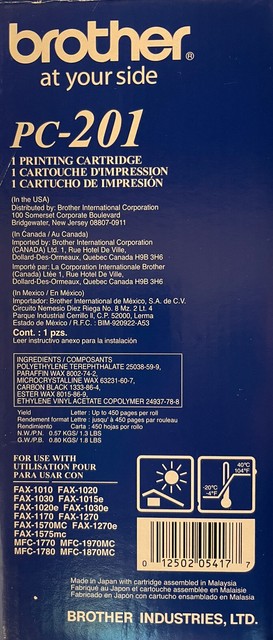 brother®
at your side
PC-201
1 PRINTING CARTRIDGE
1 CARTOUCHE D'IMPRESSION
1 CARTUCHO DE IMPRESIÓN
(In the USA)
Distributed by: Brother International Corporation
100 Somerset Corporate Boulevard
Bridgewater, New Jersey 08807-0911
(In Canada / Au Canada)
Imported by: Brother International Corporation
(CANADA) Ltd. 1, Rue Hotel De Ville,
Dollard-Des-Ormeaux, Quebec Canada H9B 3H6
Importé par: La Corporation Internationale Brother
(Canada) Ltée 1, Rue Hotel De Ville,
Dollard-Des-Ormeaux, Quebec Canada H9B 3H6
(In Mexico / En México)
Importador: Brother International de México, S.A. de C.V.
Circuito Nemesio Diez Riega No. 8 Mz. 2 Lt. 4
Parque Industrial Cerrillo II, C.P. 52000, Lerma
Estado de México / R.F.C. : BIM-920922-A53
Cont. : 1 pzs.
Leer instructivo anexo para la instalación
INGREDIENTS / COMPONENTS
POLYETHYLENE TEREPHTHALATE 25038-59-9,
PARAFFIN WAX 8002-74-2,
MICROCRYSTALLINE WAX 63231-60-7,
CARBON BLACK 1333-86-4,
ESTER WAX 8015-86-9,
ETHYLENE VINYL ACETATE COPOLYMER 24937-78-8
Yield Letter : Up to 450 pages per roll
Rendement format Letter : jusqu'à 450 pages par rouleau
Rendimiento Carta : 450 hojas por rollo
N.W./P.N. 0.57 KGS/ 1.3 LBS
G.W./P.B. 0.80 KGS/ 1.8 LBS
FOR USE WITH
UTILISATION POUR
PARA USAR CON
FAX-1010 FAX-1020
FAX-1030 FAX-1015e
FAX-1020e FAX-1030e
FAX-1170 FAX-1270
FAX-1570MC FAX-1270e
FAX-1575mc
MFC-1770 MFC-1970MC
MFC-1780 MFC-1870MC
40°C
104°F
-20°C
-4°F
0 12502 05417 7
Made in Japan with cartridge assembled in Malaysia
Fabriqué au Japon et cartouche assemblée en Malaisie
Fabricado en Japón con cartucho ensamblado en Malasia
BROTHER INDUSTRIES, LTD.